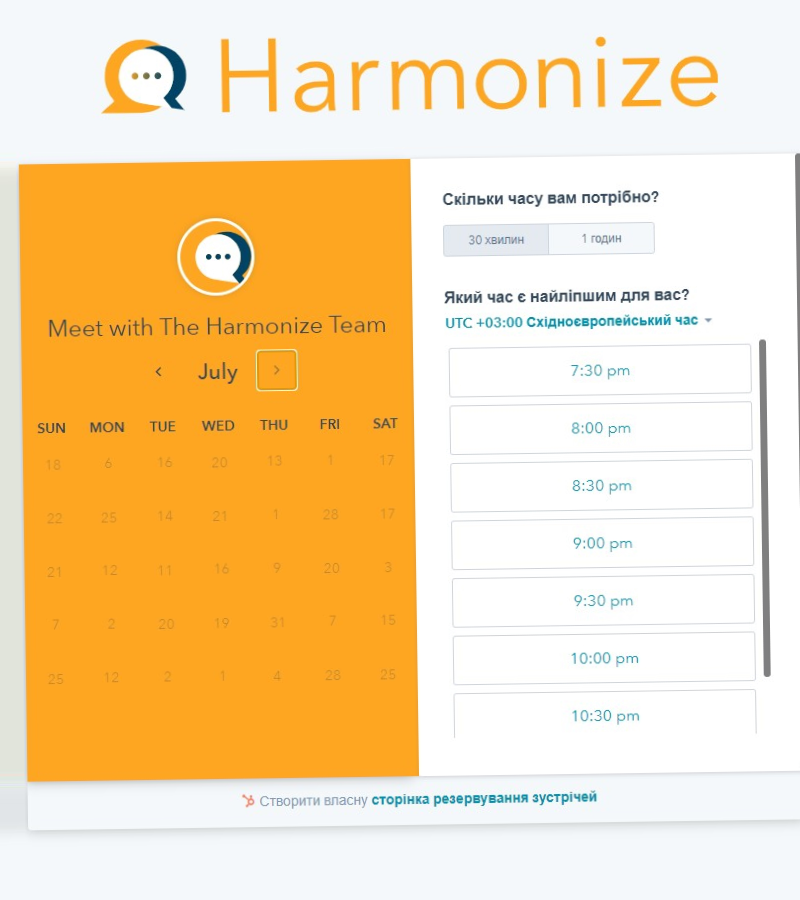 Harmonize
Meet with The Harmonize Team
July
SUN MON TUE WED THU FRI SAT
18 6 16 20 13 1 17
22 25 14 21 1 28 17
21 12 11 16 9 20 3
7 2 20 19 31 7 15
25 12 2 1 4 28 25
Скільки часу вам потрібно?
30 хвилин 1 годин
Який час є найліпшим для вас?
UTC +03:00 Східноєвропейський час
7:30 pm
8:00 pm
8:30 pm
9:00 pm
9:30 pm
10:00 pm
10:30 pm
Створити власну сторінка резервування зустрічей